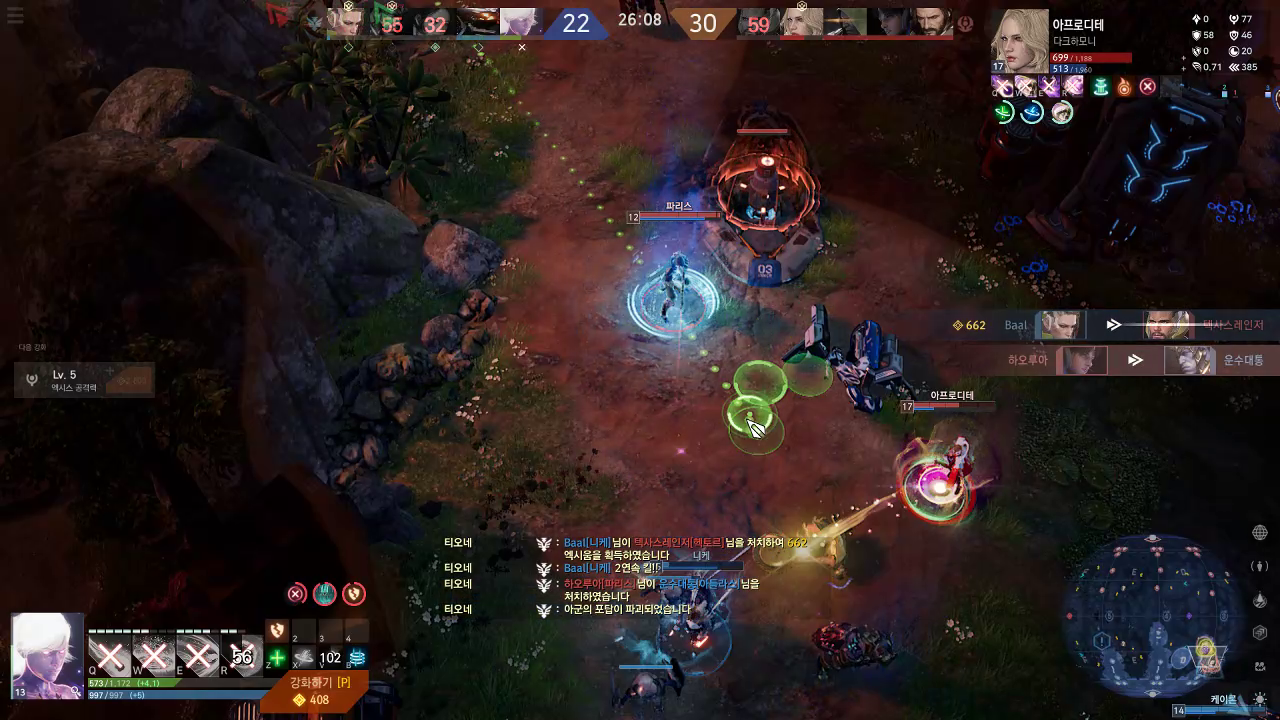 55
32
22
26:08
30
59
아프로디테
다크하모니
17
699 / 1,188
513 / 1,960
0
77
58
46
0
20
0.71
385
파리스
12
03
662 Baal 텍사스레인저
하오루아 운수대통
다음 강화
Lv. 5
엑시스 공격력
아프로디테
17
티오네 : Baal[니케]님이 텍사스레인저[헥토르]님을 처치하여 662
엑시움을 획득하였습니다
니케
티오네 : Baal[니케] 2연속 킬!!
티오네 : 하오루아[파리스]님이 운수대통[아틀라스]님을
처치하였습니다
티오네 : 아군의 포탑이 파괴되었습니다
2 3 4
Q W E R 56 Z X 102 B
13
573 / 1,172 (+4.1)
997 / 997 (+5)
강화하기 [P]
408
케이론
14